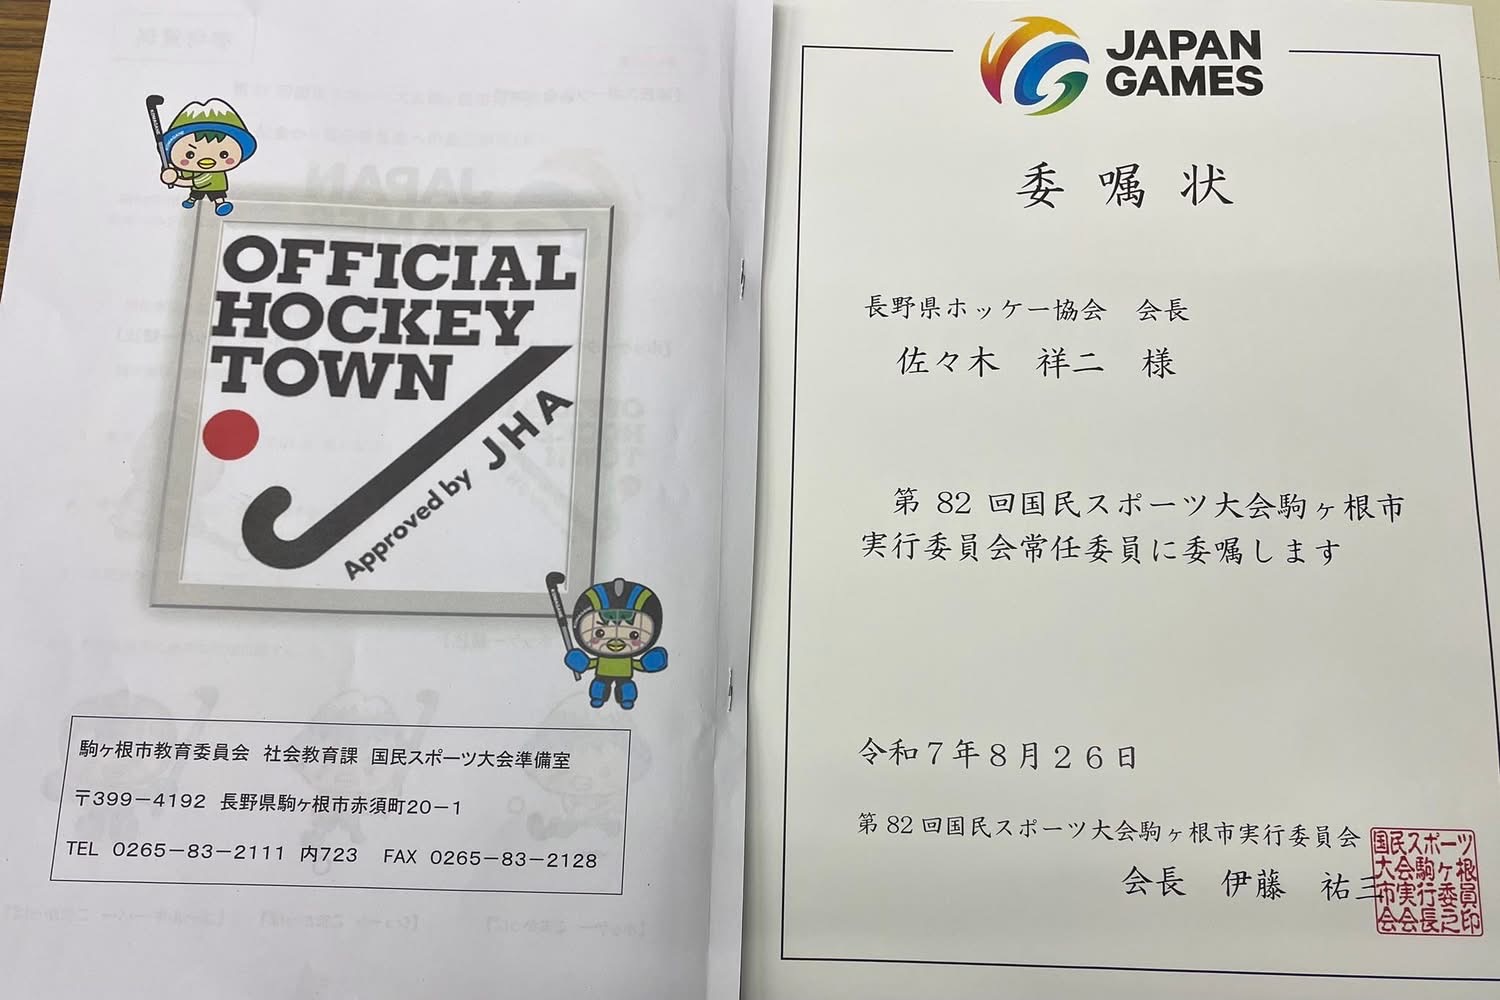 OFFICIAL
HOCKEY
TOWN
Approved by JHA
駒ヶ根市教育委員会 社会教育課 国民スポーツ大会準備室
〒399－4192 長野県駒ヶ根市赤須町20－1
TEL 0265－83－2111 内723 FAX 0265－83－2128
JAPAN
GAMES
委嘱状
長野県ホッケー協会 会長
佐々木 祥二 様
第 82 回国民スポーツ大会駒ヶ根市
実行委員会常任委員に委嘱します
令和７年８月２６日
第 82 回国民スポーツ大会駒ヶ根市実行委員会
会長 伊藤 祐三
国民スポーツ
大会駒ヶ根
市実行委員
会会長之印